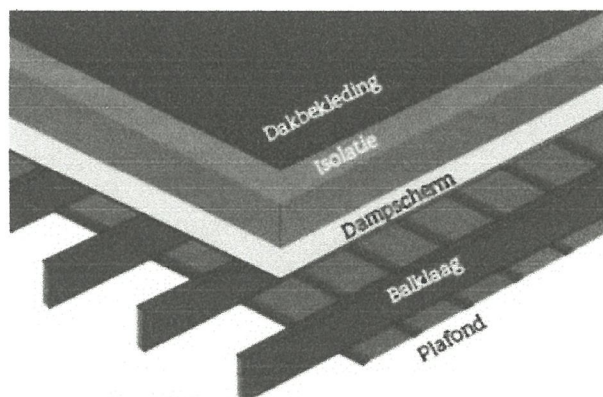 Dakbekleding
Isolatie
Dampscherm
Balklaag
Plafond